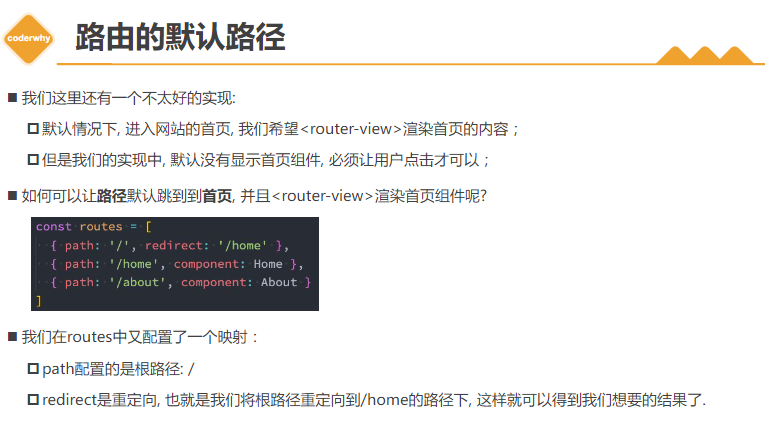 coderwhy
路由的默认路径
我们这里还有一个不太好的实现:
默认情况下, 进入网站的首页, 我们希望<router-view>渲染首页的内容；
但是我们的实现中, 默认没有显示首页组件, 必须让用户点击才可以；
如何可以让路径默认跳到到首页, 并且<router-view>渲染首页组件呢?
const routes = [
{ path: '/', redirect: '/home' },
{ path: '/home', component: Home },
{ path: '/about', component: About }
]
我们在routes中又配置了一个映射：
path配置的是根路径: /
redirect是重定向, 也就是我们将根路径重定向到/home的路径下, 这样就可以得到我们想要的结果了.